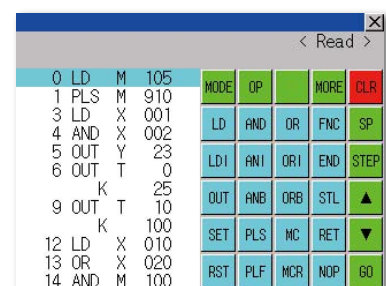 < Read >
0 LD M 105
1 PLS M 910
3 LD X 001
4 AND X 002
5 OUT Y 23
6 OUT T 0
K 25
9 OUT T 10
K 100
12 LD X 010
13 OR X 020
14 AND M 100
MODE OP MORE CLR
LD AND OR FNC SP
LDI ANI ORI END STEP
OUT ANB ORB STL ▲
SET PLS MC RET ▼
RST PLF MCR NOP GO